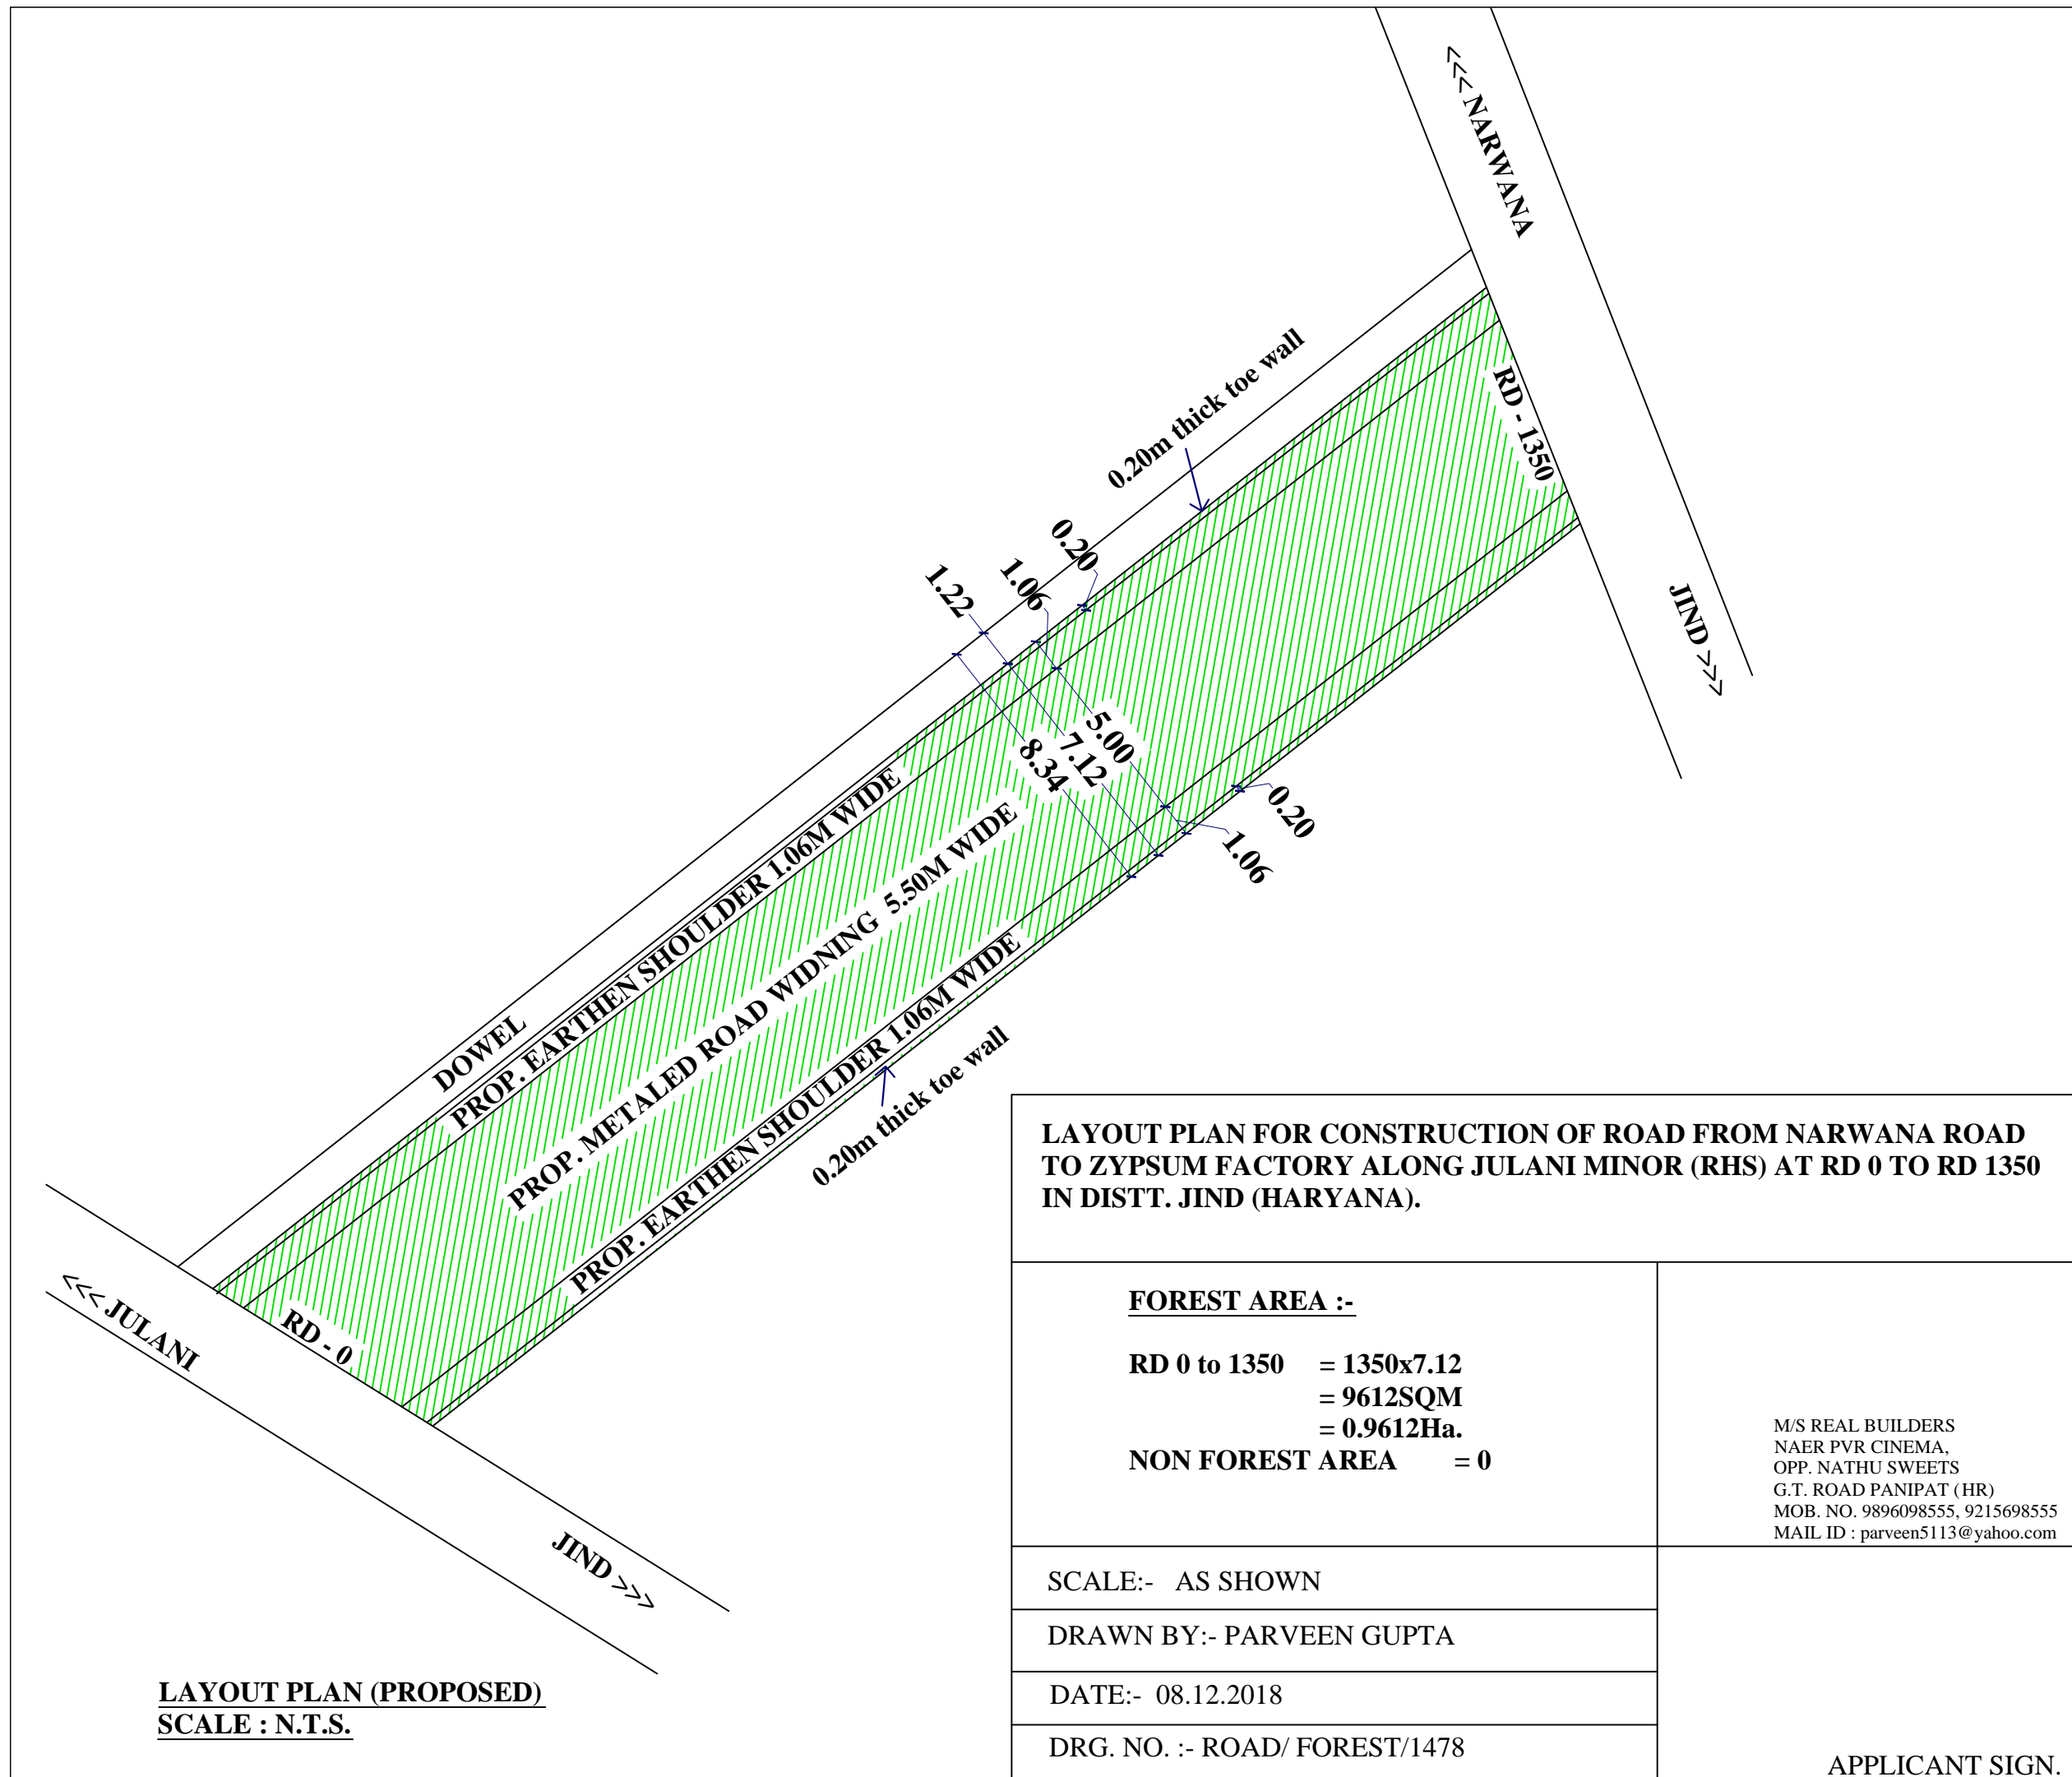 <<< NARWANA
RD - 1350
JIND >>>
0.20m thick toe wall
0.20
1.06
1.22
5.00
7.12
8.34
0.20
1.06
DOWEL
PROP. EARTHEN SHOULDER 1.06M WIDE
PROP. METALED ROAD WIDNING 5.50M WIDE
PROP. EARTHEN SHOULDER 1.06M WIDE
0.20m thick toe wall
<<< JULANI
RD - 0
JIND >>>
LAYOUT PLAN (PROPOSED)
SCALE : N.T.S.
LAYOUT PLAN FOR CONSTRUCTION OF ROAD FROM NARWANA ROAD
TO ZYPSUM FACTORY ALONG JULANI MINOR (RHS) AT RD 0 TO RD 1350
IN DISTT. JIND (HARYANA).
FOREST AREA :-
RD 0 to 1350 = 1350x7.12
= 9612SQM
= 0.9612Ha.
NON FOREST AREA = 0
M/S REAL BUILDERS
NAER PVR CINEMA,
OPP. NATHU SWEETS
G.T. ROAD PANIPAT (HR)
MOB. NO. 9896098555, 9215698555
MAIL ID : parveen5113@yahoo.com
SCALE:- AS SHOWN
DRAWN BY:- PARVEEN GUPTA
DATE:- 08.12.2018
DRG. NO. :- ROAD/ FOREST/1478
APPLICANT SIGN.